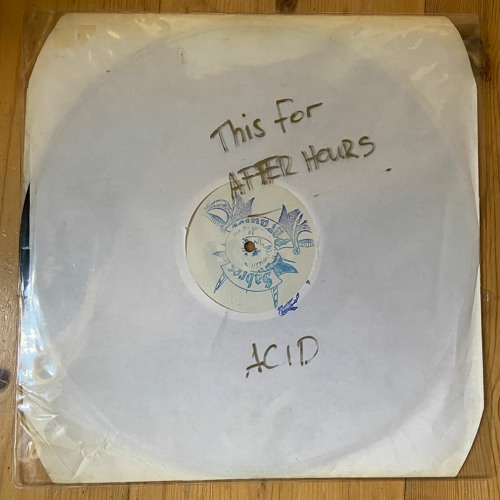 This For
AFTER HOURS
ACID